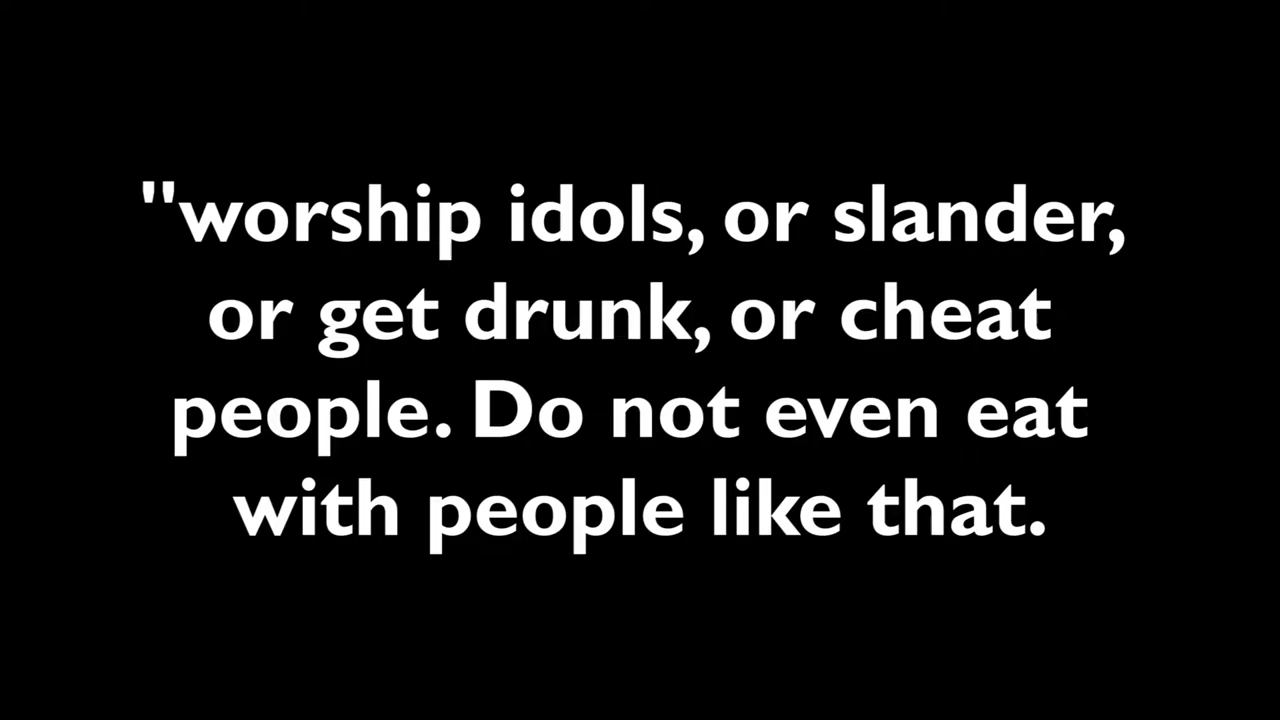 "worship idols, or slander,
or get drunk, or cheat
people. Do not even eat
with people like that.